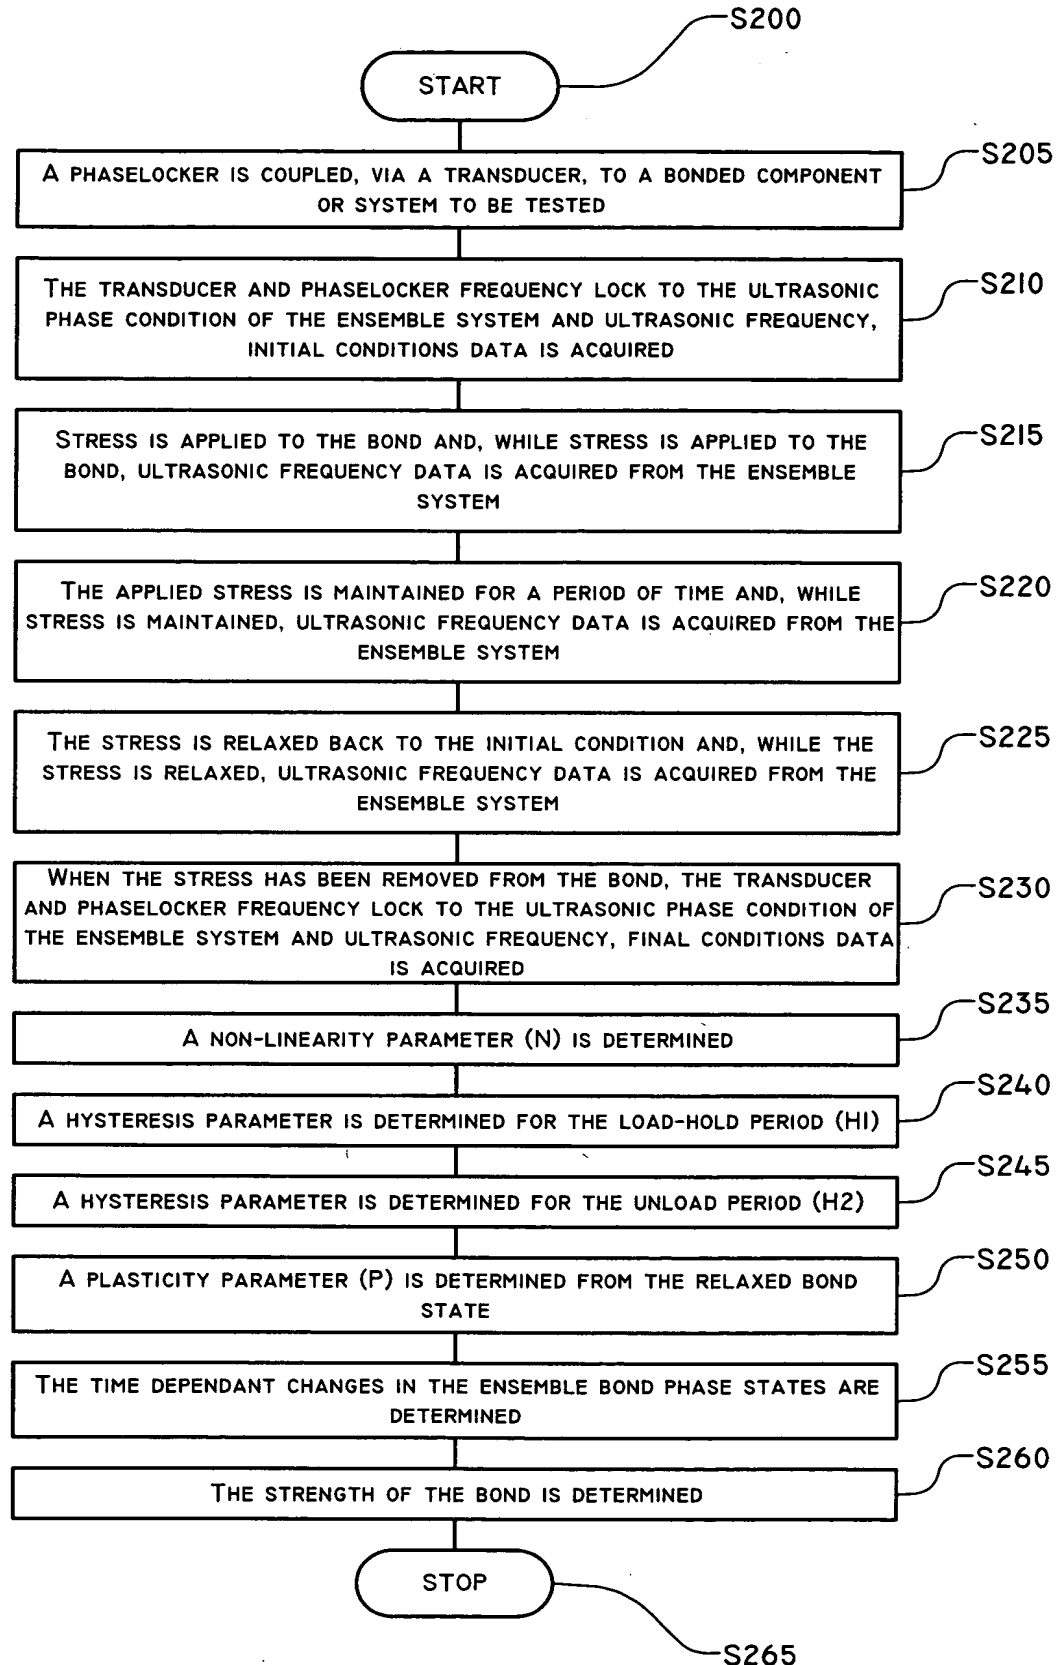 S200
START
S205
A PHASELOCKER IS COUPLED, VIA A TRANSDUCER, TO A BONDED COMPONENT
OR SYSTEM TO BE TESTED
S210
THE TRANSDUCER AND PHASELOCKER FREQUENCY LOCK TO THE ULTRASONIC
PHASE CONDITION OF THE ENSEMBLE SYSTEM AND ULTRASONIC FREQUENCY,
INITIAL CONDITIONS DATA IS ACQUIRED
S215
STRESS IS APPLIED TO THE BOND AND, WHILE STRESS IS APPLIED TO THE
BOND, ULTRASONIC FREQUENCY DATA IS ACQUIRED FROM THE ENSEMBLE
SYSTEM
S220
THE APPLIED STRESS IS MAINTAINED FOR A PERIOD OF TIME AND, WHILE
STRESS IS MAINTAINED, ULTRASONIC FREQUENCY DATA IS ACQUIRED FROM THE
ENSEMBLE SYSTEM
S225
THE STRESS IS RELAXED BACK TO THE INITIAL CONDITION AND, WHILE THE
STRESS IS RELAXED, ULTRASONIC FREQUENCY DATA IS ACQUIRED FROM THE
ENSEMBLE SYSTEM
S230
WHEN THE STRESS HAS BEEN REMOVED FROM THE BOND, THE TRANSDUCER
AND PHASELOCKER FREQUENCY LOCK TO THE ULTRASONIC PHASE CONDITION OF
THE ENSEMBLE SYSTEM AND ULTRASONIC FREQUENCY, FINAL CONDITIONS DATA
IS ACQUIRED
S235
A NON-LINEARITY PARAMETER (N) IS DETERMINED
S240
A HYSTERESIS PARAMETER IS DETERMINED FOR THE LOAD-HOLD PERIOD (H1)
S245
A HYSTERESIS PARAMETER IS DETERMINED FOR THE UNLOAD PERIOD (H2)
S250
A PLASTICITY PARAMETER (P) IS DETERMINED FROM THE RELAXED BOND
STATE
S255
THE TIME DEPENDANT CHANGES IN THE ENSEMBLE BOND PHASE STATES ARE
DETERMINED
S260
THE STRENGTH OF THE BOND IS DETERMINED
STOP
S265